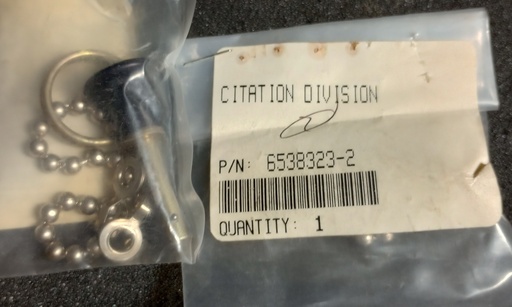 CITATION DIVISION
P/N: 6538323-2
QUANTITY: 1